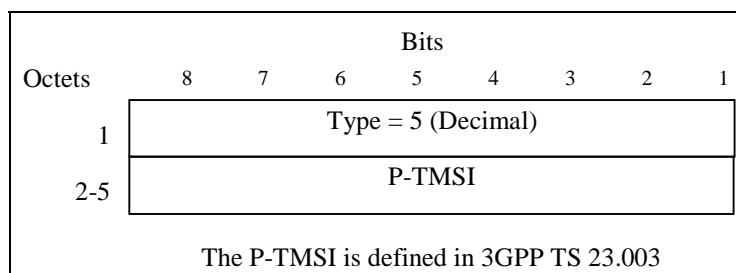 Bits
Octets 8 7 6 5 4 3 2 1
1 Type = 5 (Decimal)
2-5 P-TMSI
The P-TMSI is defined in 3GPP TS 23.003